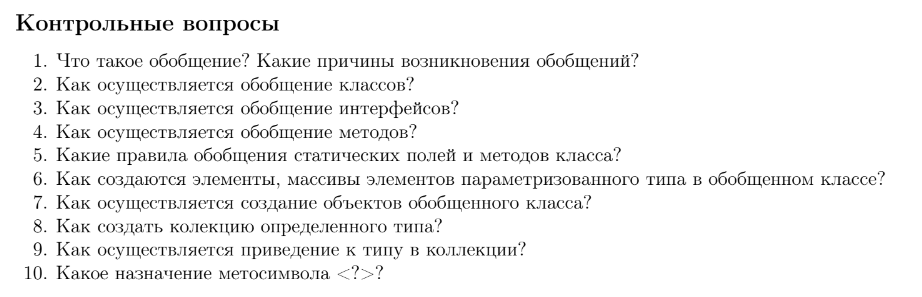 Контрольные вопросы
1. Что такое обобщение? Какие причины возникновения обобщений?
2. Как осуществляется обобщение классов?
3. Как осуществляется обобщение интерфейсов?
4. Как осуществляется обобщение методов?
5. Какие правила обобщения статических полей и методов класса?
6. Как создаются элементы, массивы элементов параметризованного типа в обобщенном классе?
7. Как осуществляется создание объектов обобщенного класса?
8. Как создать колекцию определенного типа?
9. Как осуществляется приведение к типу в коллекции?
10. Какое назначение метосимвола <?>?